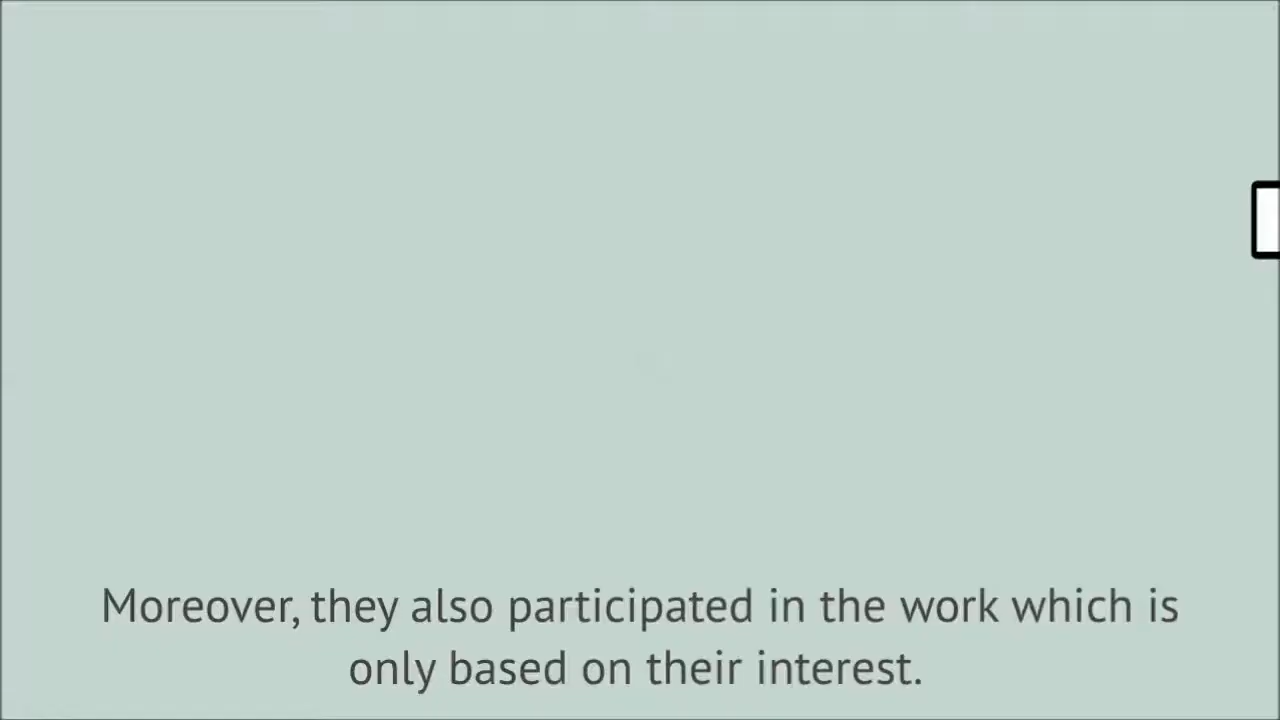 Moreover, they also participated in the work which is
only based on their interest.